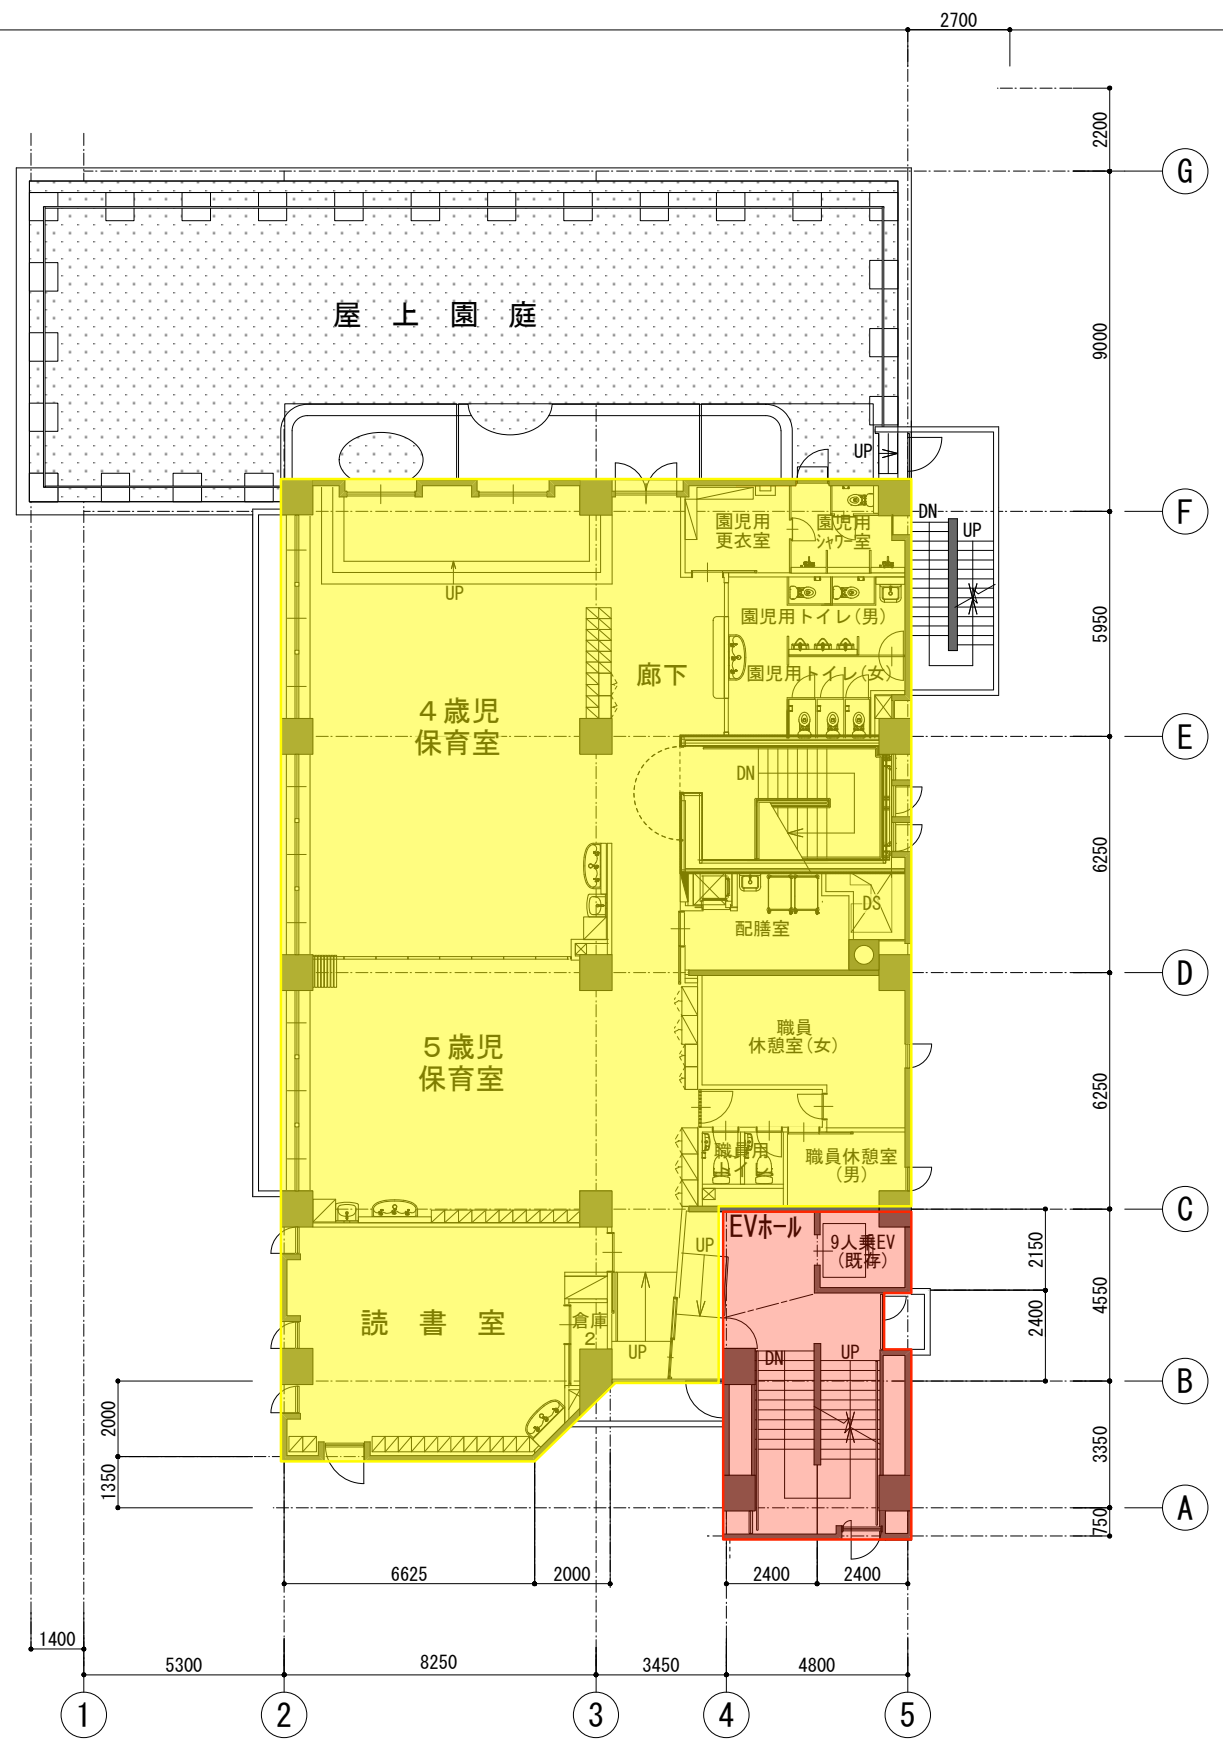 2700
2200
G
屋 上 園 庭
9000
UP
F
DN
UP
園児用
更衣室
園児用
シャワー室
UP
園児用トイレ(男)
5950
廊下
園児用トイレ(女)
4歳児
保育室
E
DN
6250
DS
配膳室
D
職員
休憩室(女)
5歳児
保育室
6250
職員用
トイレ
職員休憩室
(男)
C
EVホール
9人乗EV
(既存)
UP
2150
4550
2400
読 書 室
倉庫
2
UP
DN
UP
B
2000
3350
1350
A
750
6625
2000
2400
2400
1400
5300
8250
3450
4800
1
2
3
4
5